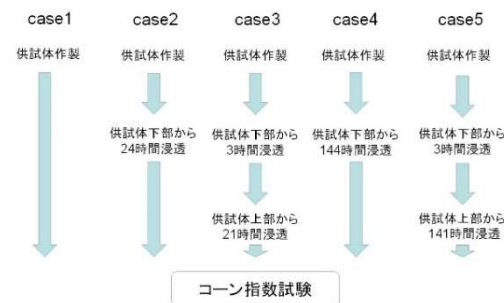 case1 case2 case3 case4 case5
供試体作製 供試体作製 供試体作製 供試体作製 供試体作製
供試体下部から 供試体下部から 供試体下部から 供試体下部から
24時間浸透 3時間浸透 144時間浸透 3時間浸透
供試体上部から 供試体上部から
21時間浸透 141時間浸透
コーン指数試験